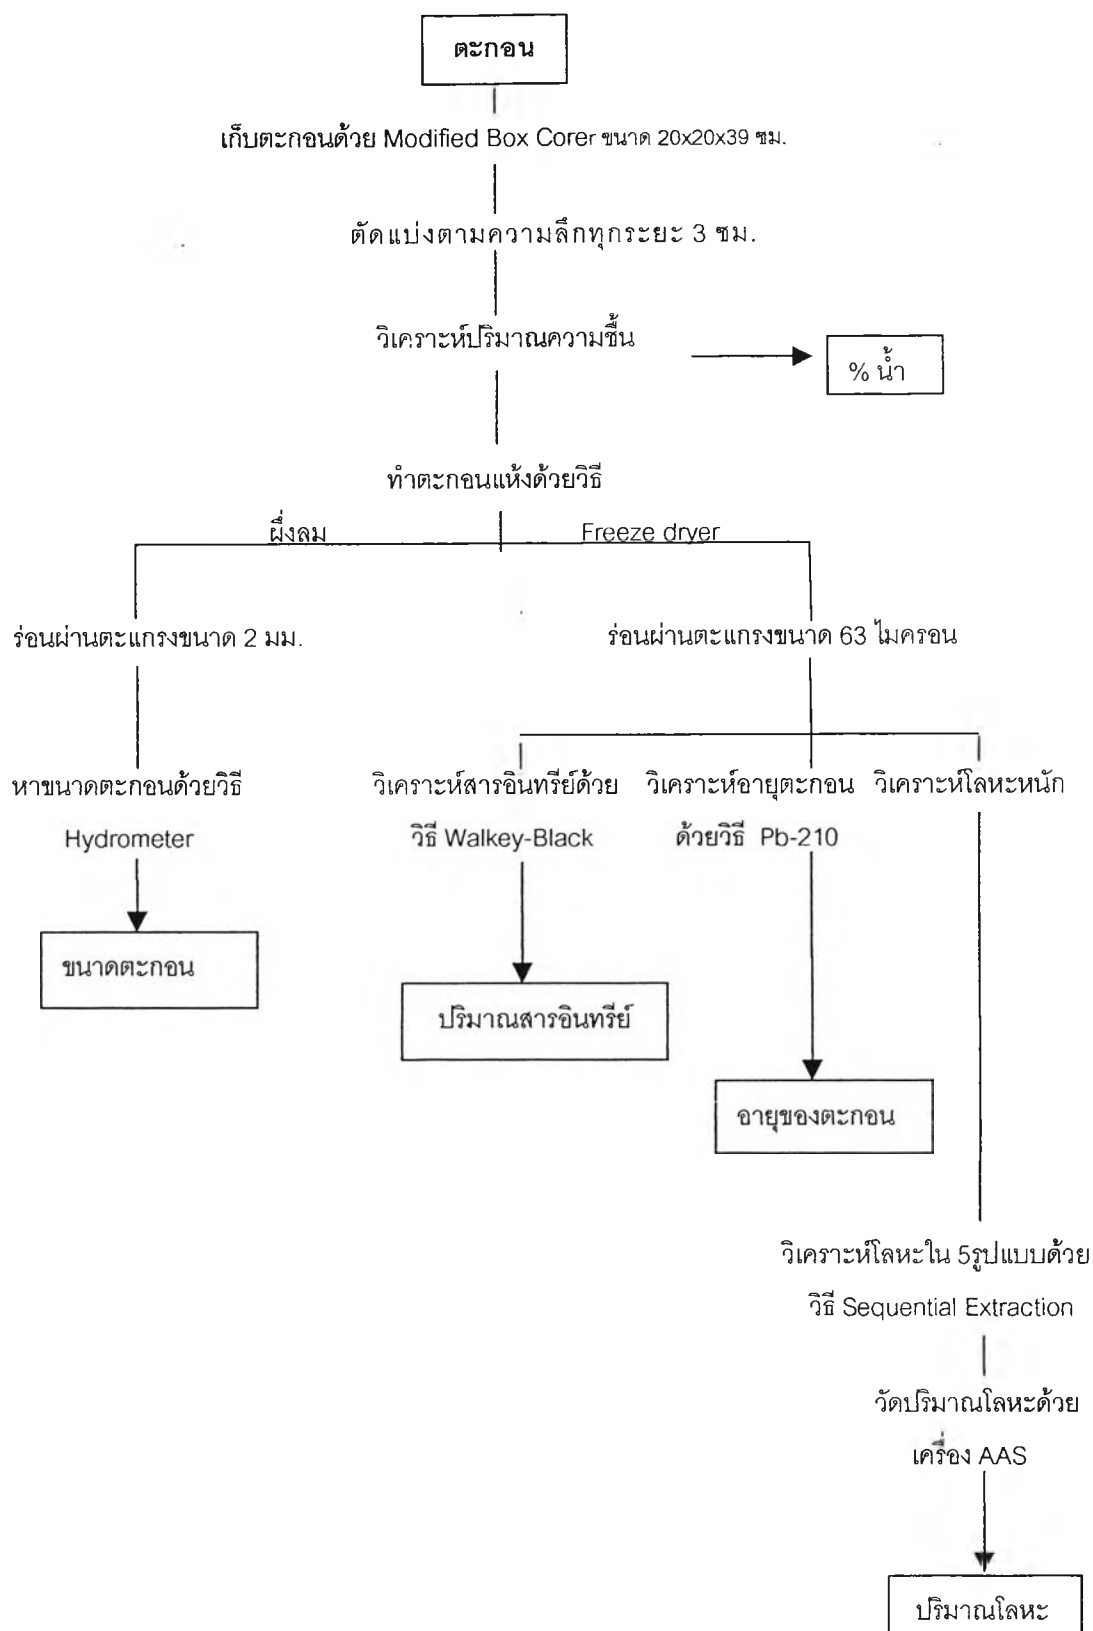 ตะกอน
เก็บตะกอนด้วย Modified Box Corer ขนาด 20x20x39 ซม.
ตัดแบ่งตามความลึกทุกระยะ 3 ซม.
วิเคราะห์ปริมาณความชื้น
% น้ำ
ทำตะกอนแห้งด้วยวิธี
ผึ่งลม
Freeze dryer
ร่อนผ่านตะแกรงขนาด 2 มม.
ร่อนผ่านตะแกรงขนาด 63 ไมครอน
หาขนาดตะกอนด้วยวิธี
Hydrometer
วิเคราะห์สารอินทรีย์ด้วย
วิธี Walkey-Black
วิเคราะห์อายุตะกอน
ด้วยวิธี Pb-210
วิเคราะห์โลหะหนัก
ขนาดตะกอน
ปริมาณสารอินทรีย์
อายุของตะกอน
วิเคราะห์โลหะใน 5รูปแบบด้วย
วิธี Sequential Extraction
วัดปริมาณโลหะด้วย
เครื่อง AAS
ปริมาณโลหะ